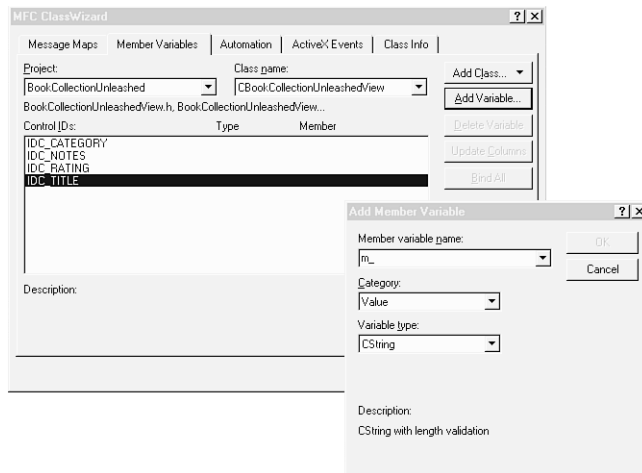 MFC ClassWizard
Message Maps Member Variables Automation ActiveX Events Class Info
Project: Class name:
BookCollectionUnleashed CBookCollectionUnleashedView
Add Class...
BookCollectionUnleashedView.h, BookCollectionUnleashedView...
Add Variable...
Control IDs: Type Member
Delete Variable
IDC_CATEGORY
IDC_NOTES
Update Columns
IDC_RATING
IDC_TITLE
Bind All
Description:
Add Member Variable
Member variable name:
OK
m_
Cancel
Category:
Value
Variable type:
CString
Description:
CString with length validation